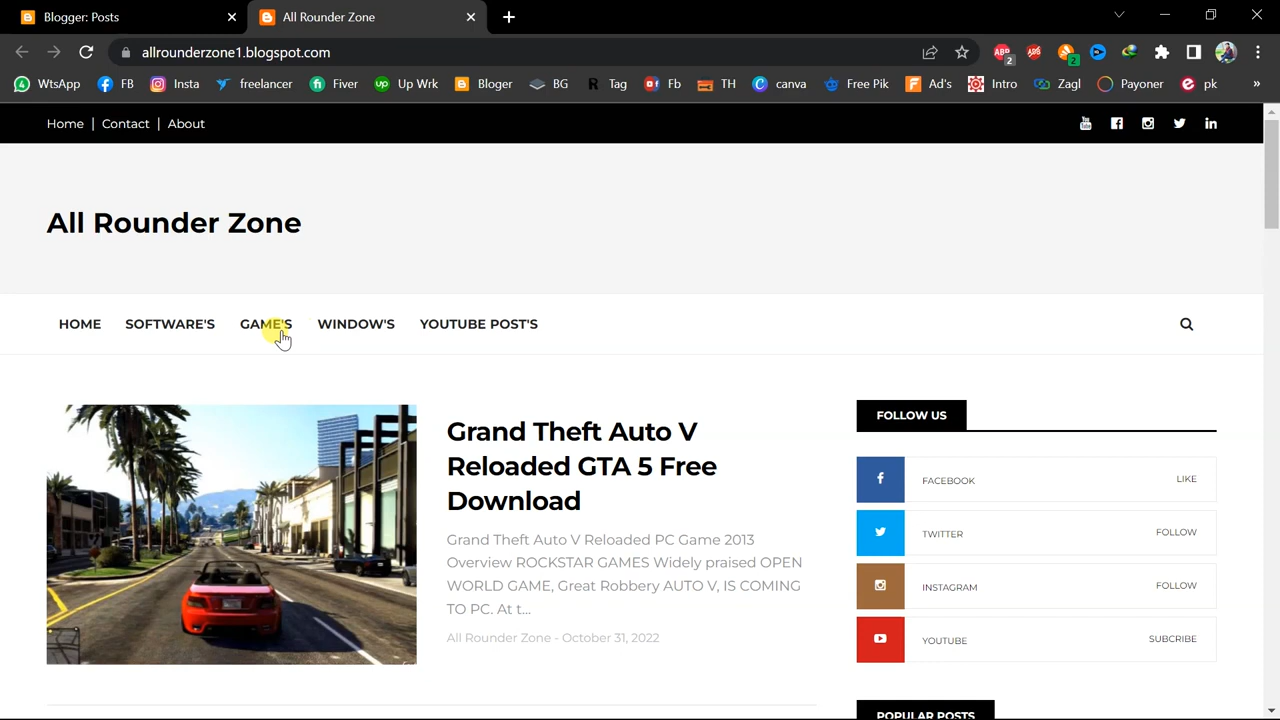 Blogger: Posts
All Rounder Zone
allrounderzone1.blogspot.com
WtsApp FB Insta freelancer Fiver Up Wrk Bloger BG Tag Fb TH canva Free Pik Ad's Intro Zagl Payoner pk »
Home | Contact | About
All Rounder Zone
HOME SOFTWARE'S GAME'S WINDOW'S YOUTUBE POST'S
Grand Theft Auto V
Reloaded GTA 5 Free
Download
Grand Theft Auto V Reloaded PC Game 2013
Overview ROCKSTAR GAMES Widely praised OPEN
WORLD GAME, Great Robbery AUTO V, IS COMING
TO PC. At t...
All Rounder Zone - October 31, 2022
FOLLOW US
FACEBOOK LIKE
TWITTER FOLLOW
INSTAGRAM FOLLOW
YOUTUBE SUBCRIBE
POPULAR POSTS